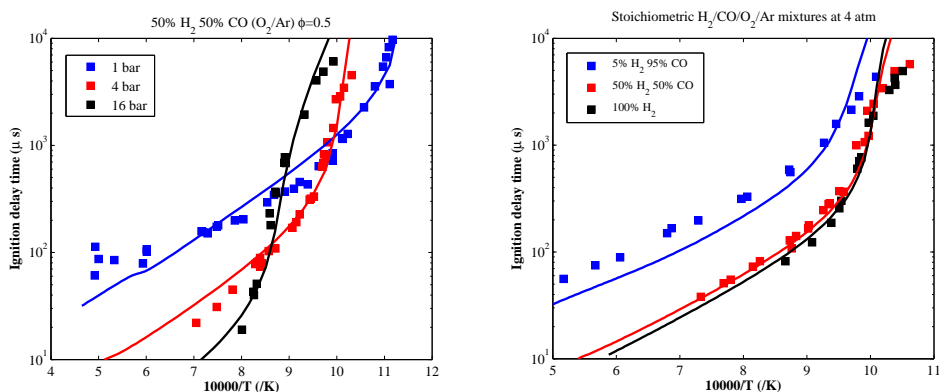 50% H2 50% CO (O2/Ar) ϕ=0.5
Ignition delay time(μ s)
10^4
10^3
10^2
10^1
1 bar
4 bar
16 bar
4 5 6 7 8 9 10 11 12
10000/T (/K)
Stoichiometric H2/CO/O2/Ar mixtures at 4 atm
Ignition delay time(μ s)
10^4
10^3
10^2
10^1
5% H2 95% CO
50% H2 50% CO
100% H2
5 6 7 8 9 10 11
10000/T (/K)